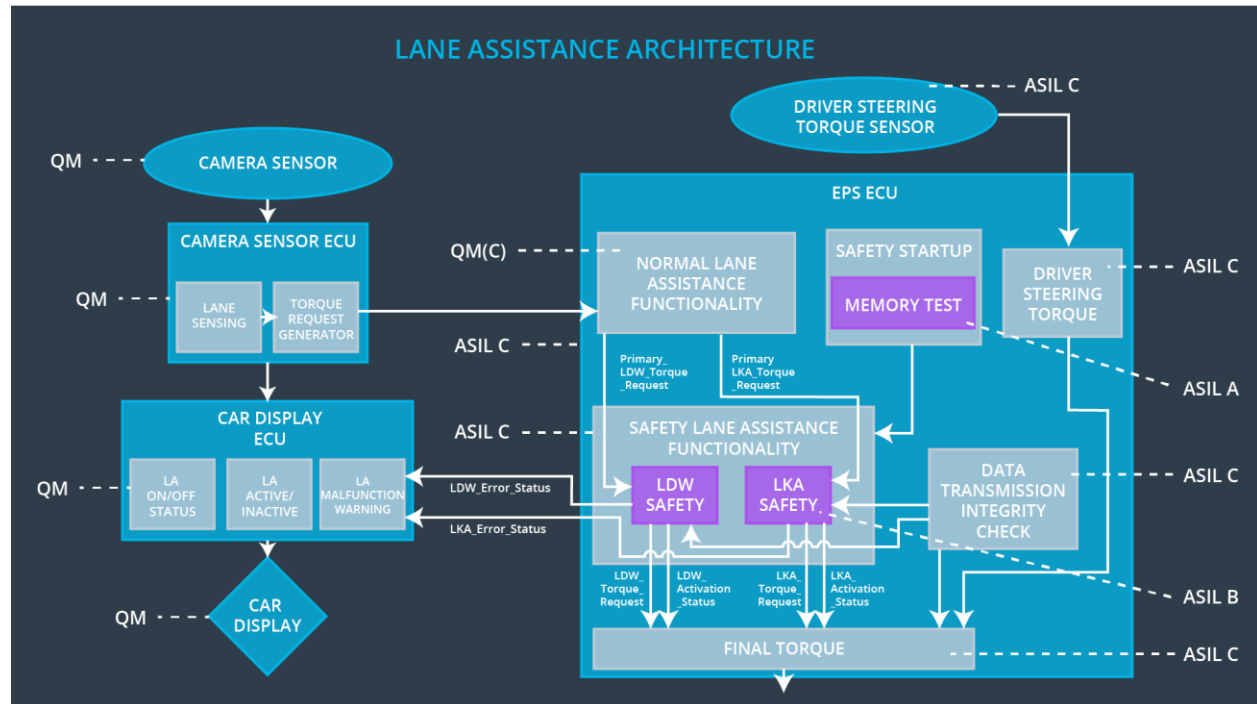 LANE ASSISTANCE ARCHITECTURE
ASIL C
DRIVER STEERING
TORQUE SENSOR
QM
CAMERA SENSOR
EPS ECU
CAMERA SENSOR ECU
QM(C)
NORMAL LANE
ASSISTANCE
FUNCTIONALITY
SAFETY STARTUP
MEMORY TEST
DRIVER
STEERING
TORQUE
ASIL C
QM
LANE
SENSING
TORQUE
REQUEST
GENERATOR
ASIL C
Primary_
LDW_Torque
_Request
Primary
LKA_Torque
_Request
ASIL A
CAR DISPLAY
ECU
ASIL C
SAFETY LANE ASSISTANCE
FUNCTIONALITY
QM
LA
ON/OFF
STATUS
LA
ACTIVE/
INACTIVE
LA
MALFUNCTION
WARNING
LDW_Error_Status
LKA_Error_Status
LDW
SAFETY
LKA
SAFETY
DATA
TRANSMISSION
INTEGRITY
CHECK
ASIL C
LDW_
Torque_
Request
LDW_
Activation
_Status
LKA_
Torque_
Request
LKA_
Activation
_Status
ASIL B
QM
CAR
DISPLAY
FINAL TORQUE
ASIL C